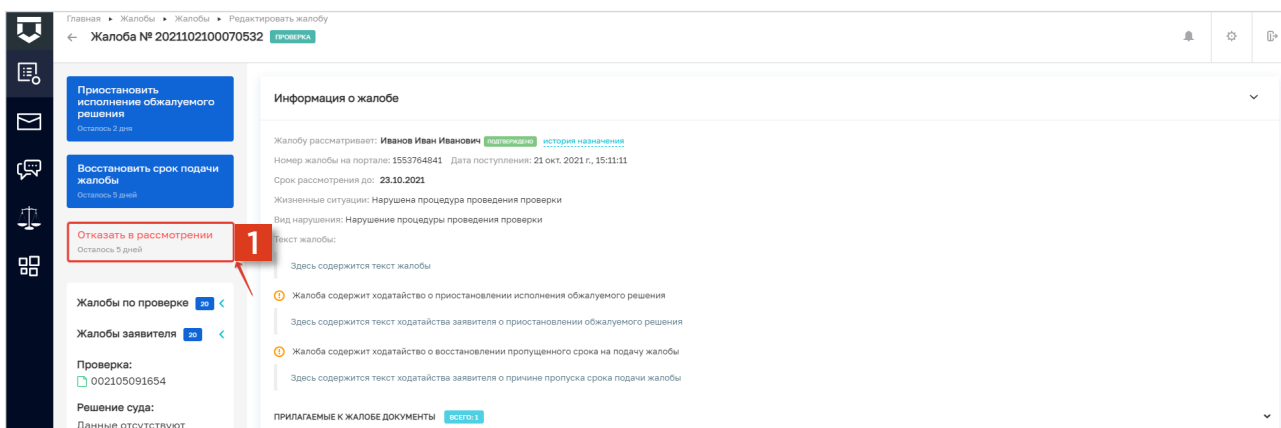 Главная ▸ Жалобы ▸ Жалобы ▸ Редактировать жалобу
← Жалоба № 2021102100070532 ПРОВЕРКА
Приостановить
исполнение обжалуемого
решения
Осталось 2 дня
Восстановить срок подачи
жалобы
Осталось 5 дней
Отказать в рассмотрении
Осталось 5 дней
1
Жалобы по проверке 20
Жалобы заявителя 20
Проверка:
002105091654
Решение суда:
Данные отсутствуют
Информация о жалобе
Жалобу рассматривает: Иванов Иван Иванович ПОДТВЕРЖДЕНО история назначения
Номер жалобы на портале: 1553764841 Дата поступления: 21 окт. 2021 г., 15:11:11
Срок рассмотрения до: 23.10.2021
Жизненные ситуации: Нарушена процедура проведения проверки
Вид нарушения: Нарушение процедуры проведения проверки
Текст жалобы:
Здесь содержится текст жалобы
Жалоба содержит ходатайство о приостановлении исполнения обжалуемого решения
Здесь содержится текст ходатайства заявителя о приостановлении обжалуемого решения
Жалоба содержит ходатайство о восстановлении пропущенного срока на подачу жалобы
Здесь содержится текст ходатайства заявителя о причине пропуска срока подачи жалобы
ПРИЛАГАЕМЫЕ К ЖАЛОБЕ ДОКУМЕНТЫ ВСЕГО: 1